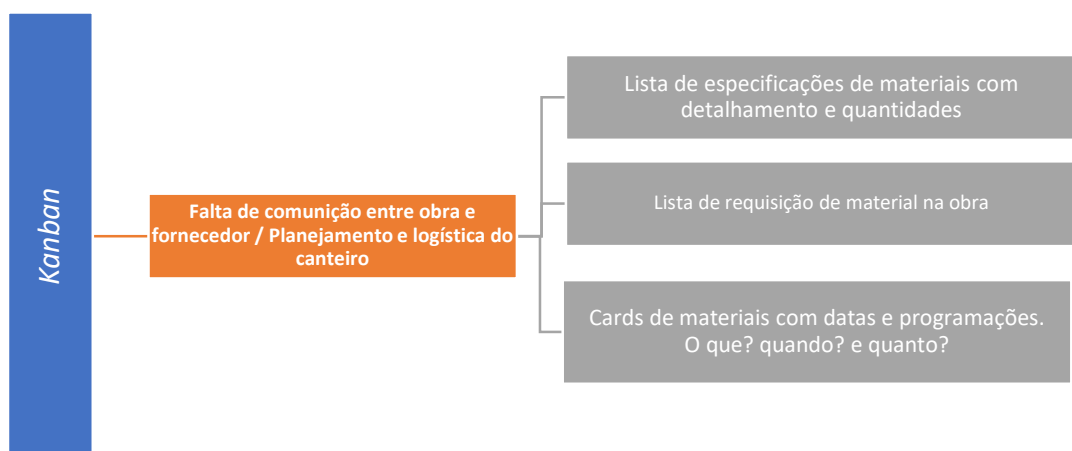 Kanban
Falta de comunição entre obra e
fornecedor / Planejamento e logística do
canteiro
Lista de especificações de materiais com
detalhamento e quantidades
Lista de requisição de material na obra
Cards de materiais com datas e programações.
O que? quando? e quanto?